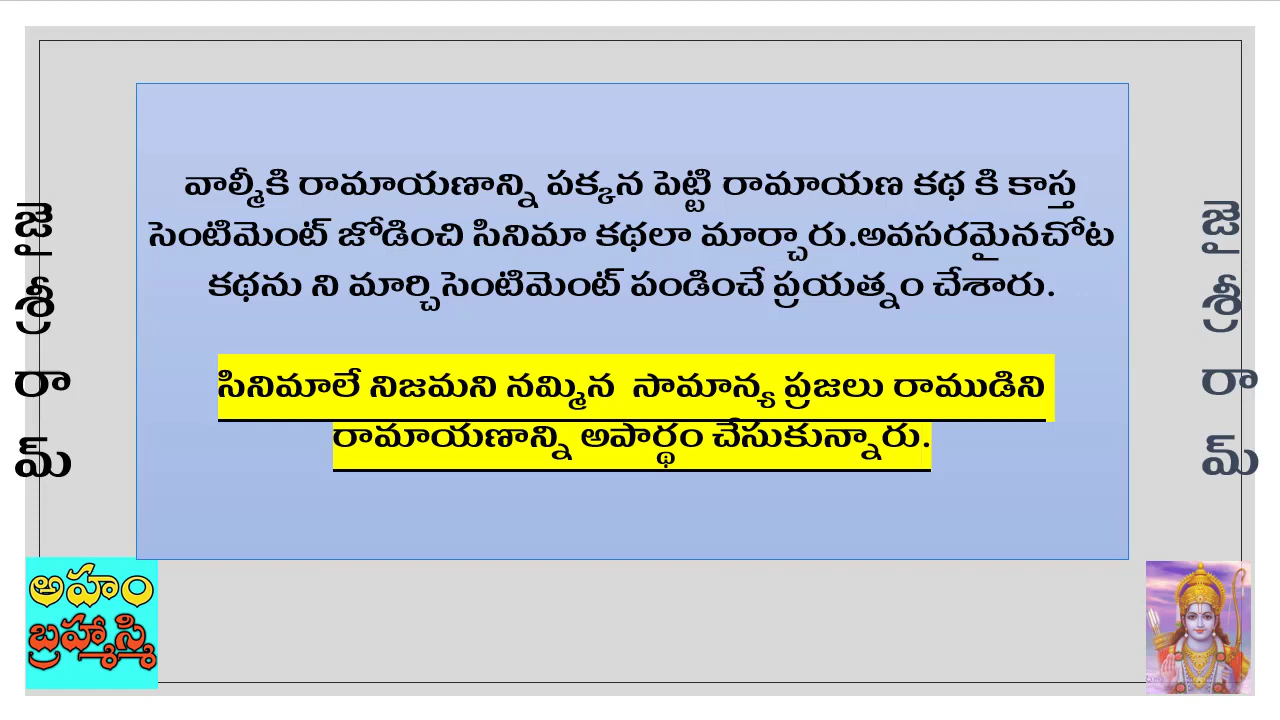 వాల్మీకి రామాయణాన్ని పక్కన పెట్టి రామాయణ కథ కి కాస్త
సెంటిమెంట్ జోడించి సినిమా కథలా మార్చారు.అవసరమైనచోట
కథను ని మార్చిసెంటిమెంట్ పండించే ప్రయత్నం చేశారు.
సినిమాలే నిజమని నమ్మిన  సామాన్య ప్రజలు రాముడిని
రామాయణాన్ని అపార్థం చేసుకున్నారు.
జై
శ్రీ
రా
మ్
జై
శ్రీ
రా
మ్
అహం
బ్రహ్మాస్మి